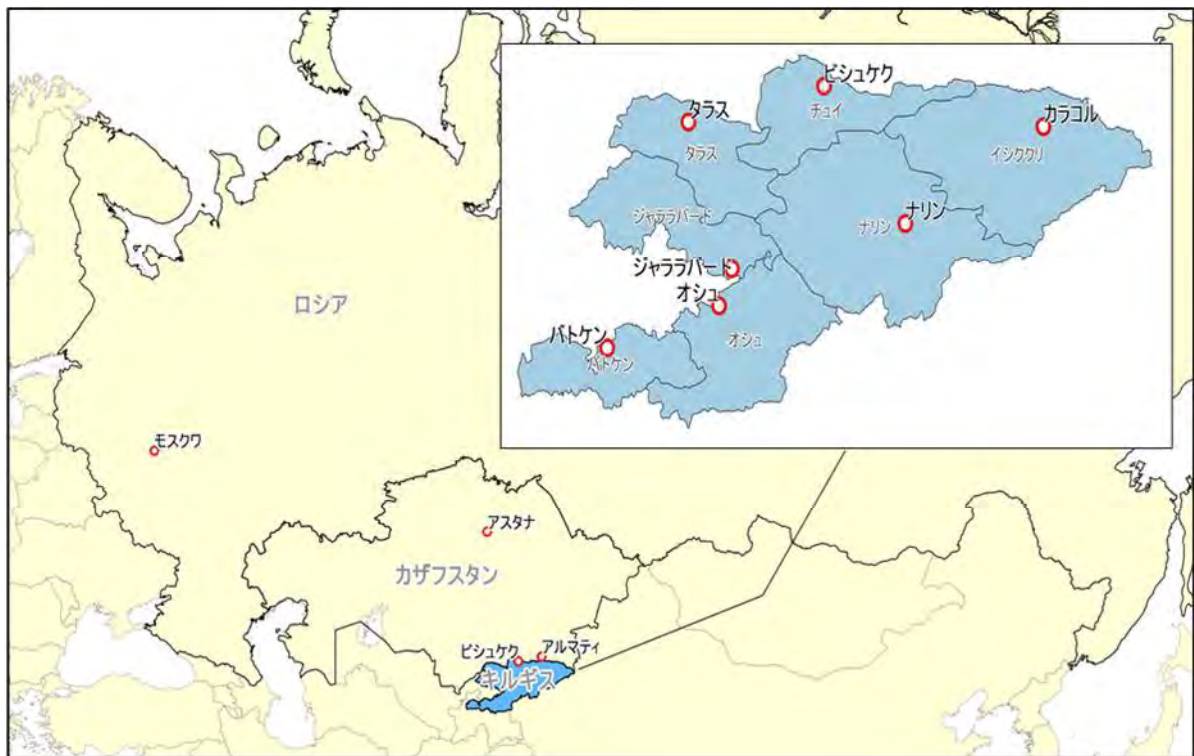 ビシュケク
チュイ
タラス
タラス
カラコル
イシククリ
ジャララバード
ナリン
ナリン
ジャララバード
オシュ
オシュ
バトケン
バトケン
ロシア
モスクワ
アスタナ
カザフスタン
ビシュケク
アルマティ
キルギス